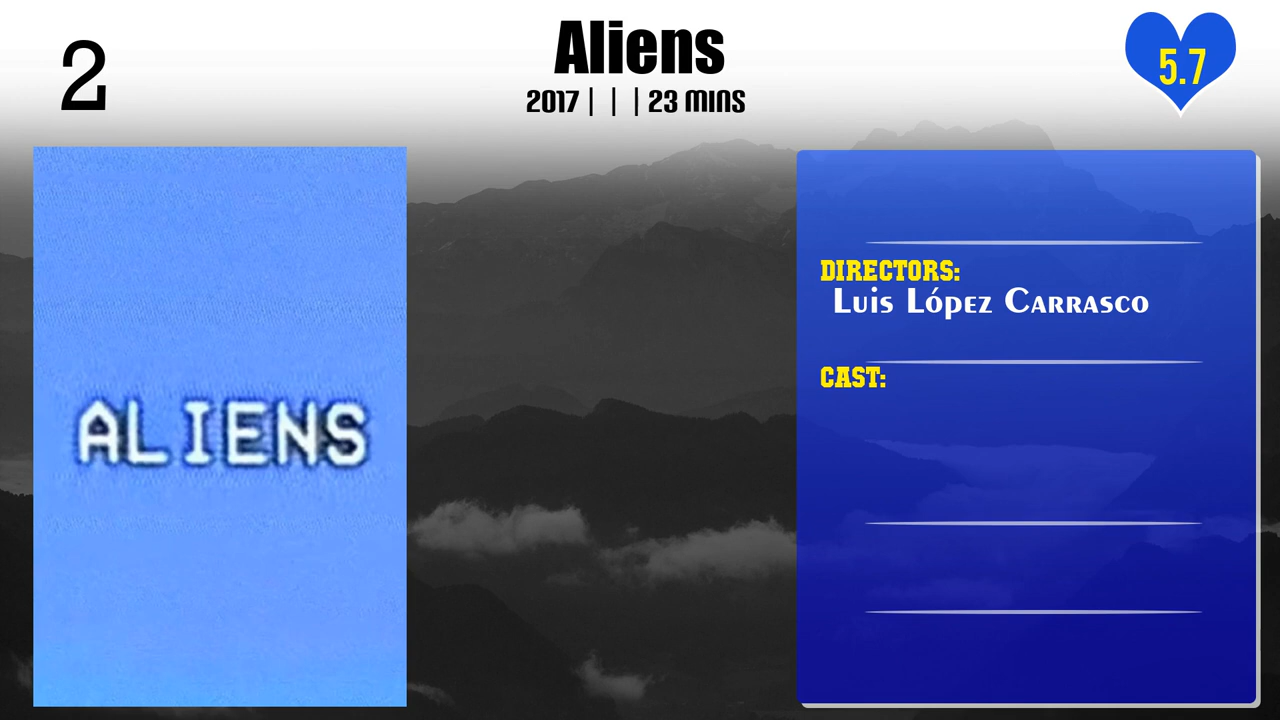 2
Aliens
2017 | | | 23 MINS
5.7
ALIENS
DIRECTORS:
Luis López Carrasco
CAST: